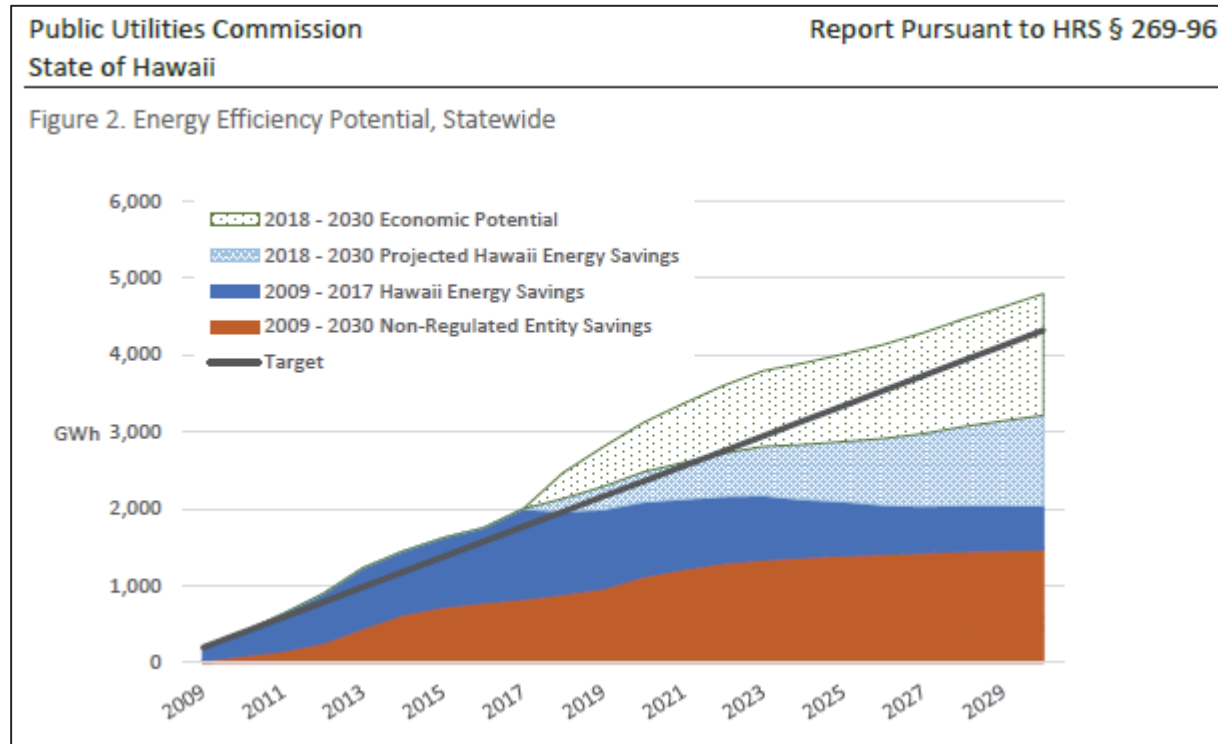 Public Utilities Commission
Report Pursuant to HRS § 269-96
State of Hawaii
Figure 2. Energy Efficiency Potential, Statewide
6,000
5,000
4,000
3,000
2,000
1,000
0
GWh
2018 - 2030 Economic Potential
2018 - 2030 Projected Hawaii Energy Savings
2009 - 2017 Hawaii Energy Savings
2009 - 2030 Non-Regulated Entity Savings
Target
2009
2011
2013
2015
2017
2019
2021
2023
2025
2027
2029